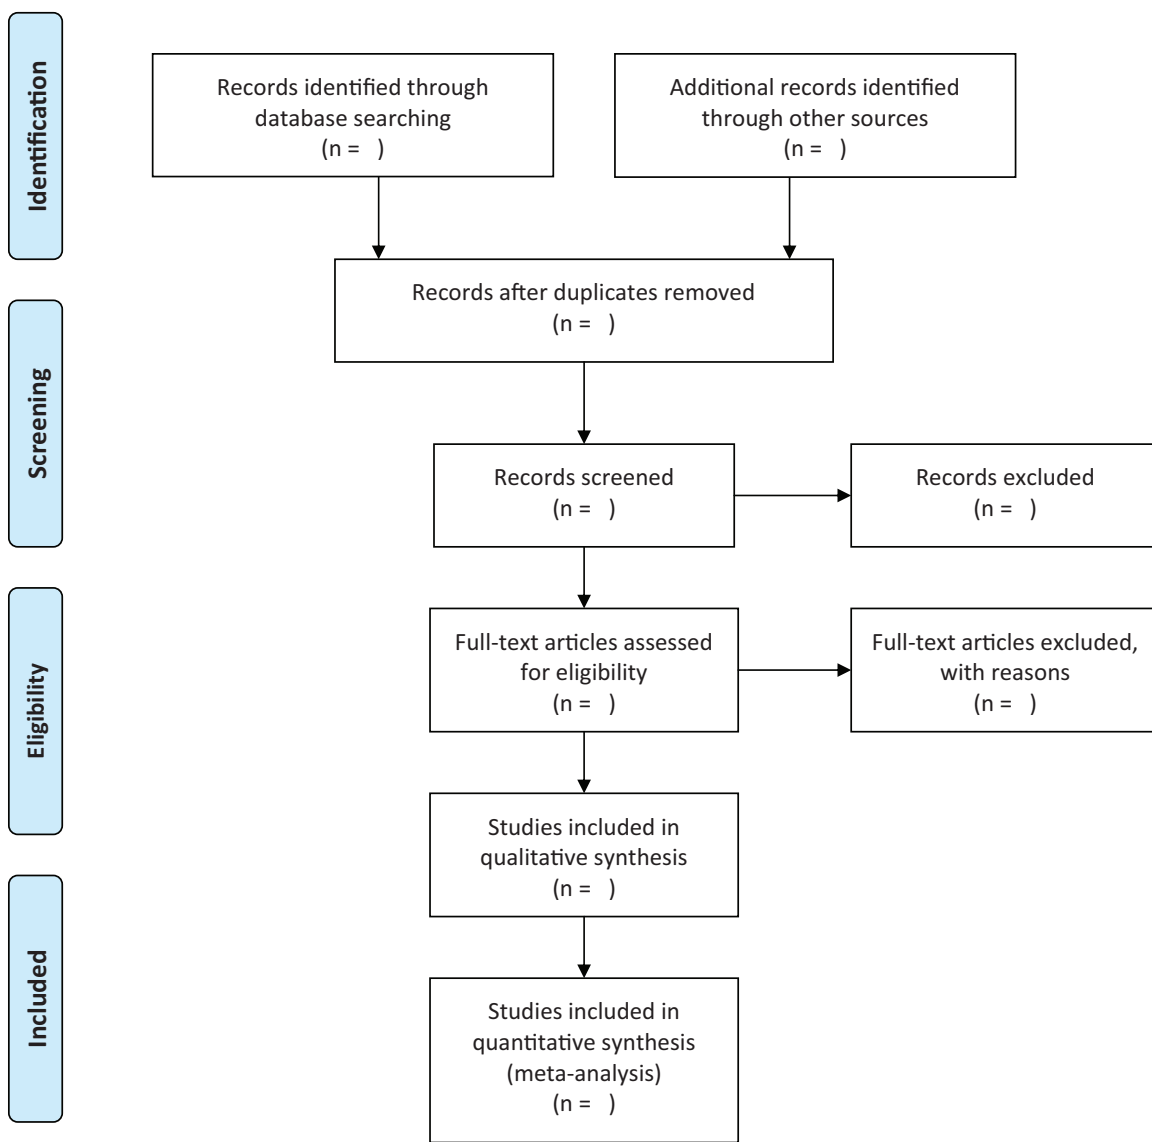 Identification
Records identified through
database searching
(n =   )
Additional records identified
through other sources
(n =   )
Records after duplicates removed
(n =   )
Screening
Records screened
(n =   )
Records excluded
(n =   )
Eligibility
Full-text articles assessed
for eligibility
(n =   )
Full-text articles excluded,
with reasons
(n =   )
Studies included in
qualitative synthesis
(n =   )
Included
Studies included in
quantitative synthesis
(meta-analysis)
(n =   )